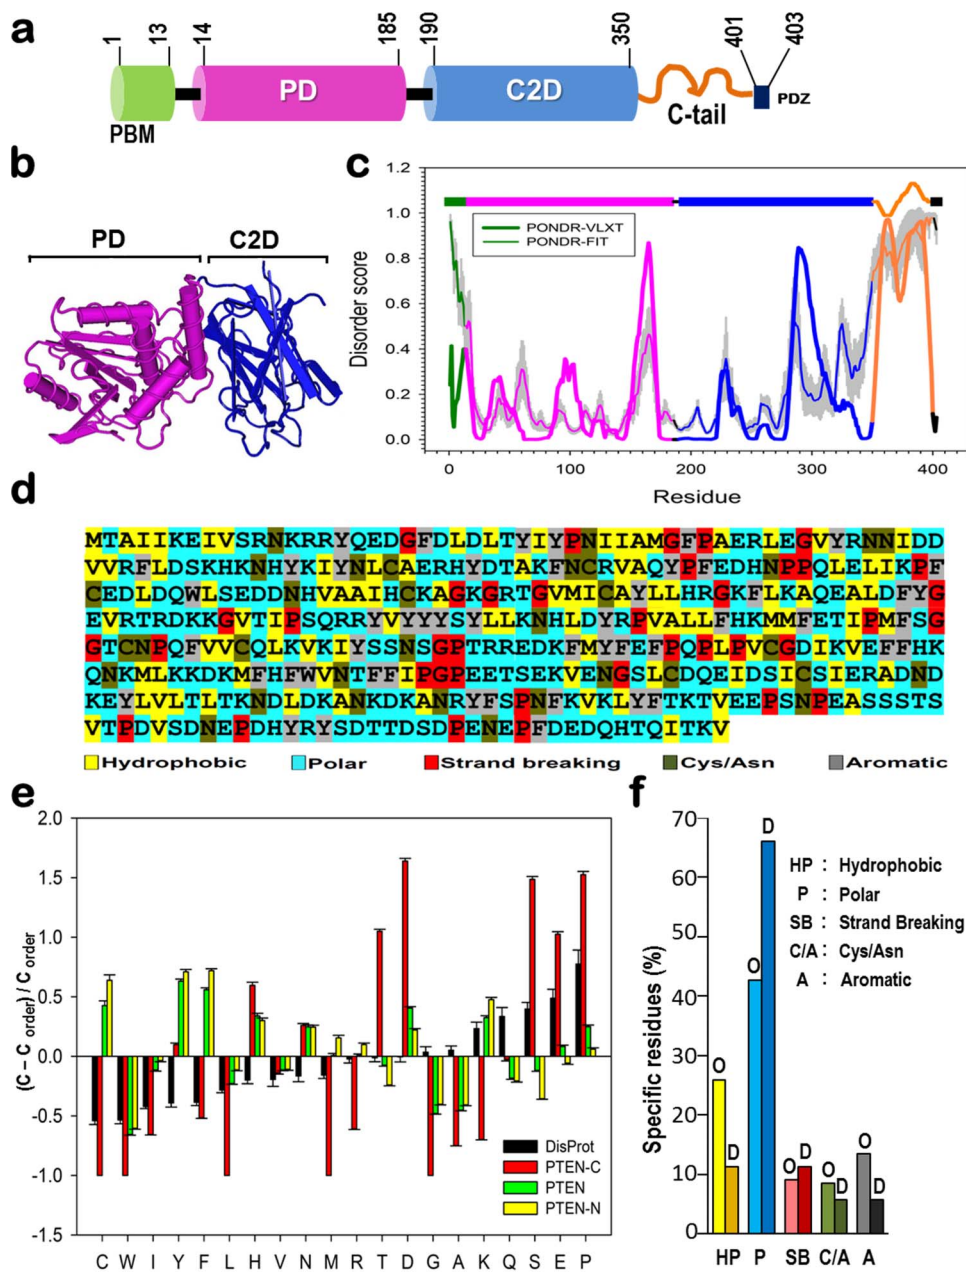 a
1 13 14 185 190 350 401 403
PD C2D
PBM C-tail PDZ
b
PD C2D
c
Disorder score
1.2
1.0
0.8
0.6
0.4
0.2
0.0
PONDR-VLXT
PONDR-FIT
0 100 200 300 400
Residue
d
MTAIIKEIVSRNKRRYQEDGFDLDLTYIYPNIIAMGFPAERLEGVYRNNIDD
VVRFLDSKHKNHYKIYNLCAERHYDTAKFNCRVAQYPFEDHNPPQLELIKPF
CEDLDQWLSEDDNHVAAIHCKAGKGRTGVMICAYLLHRGKFLKAQEALDFYG
EVRTRDKKGVTIPSQRRYVYYYSYLLKNHLDYRPVALLFHKMMFETIPMFSG
GTCNPQFVVCQLKVKIYSSNSGPTRREDKFMYFEFPQPLPVCGDIKVEFFHK
QNKMLKKDKMFHFWVNTFFIPGPEETSEKVENGSLCDQEIDSICSIERADND
KEYLVLTLTKNDLDKANKDKANRYFSPNFKVKLYFTKTVEEPSNPEASSSTS
VTPDVSDNEPDHYRYSDTTDSDPENEPFDEDQHTQITKV
Hydrophobic Polar Strand breaking Cys/Asn Aromatic
e
(C – C order) / C order
2.0
1.5
1.0
0.5
0.0
-0.5
-1.0
-1.5
DisProt
PTEN-C
PTEN
PTEN-N
C W I Y F L H V N M R T D G A K Q S E P
f
Specific residues (%)
70
60
50
40
30
20
10
0
O D O D O D O D O D
HP P SB C/A A
HP : Hydrophobic
P : Polar
SB : Strand Breaking
C/A : Cys/Asn
A : Aromatic